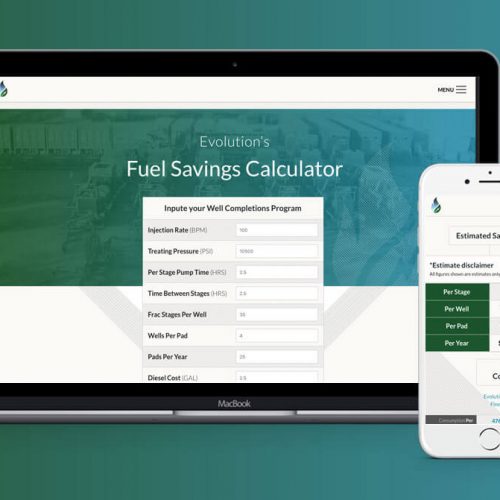 MENU
Evolution's
Fuel Savings Calculator
Inpute your Well Completions Program
Injection Rate (BPM) 100
Treating Pressure (PSI) 10500
Per Stage Pump Time (HRS) 3.5
Time Between Stages (HRS) 2.5
Frac Stages Per Well 35
Wells Per Pad 4
Pads Per Year 25
Diesel Cost (GAL) 2.5
MacBook
Estimated Sa
*Estimate disclaimer
All figures shown are estimates only
Per Stage
Per Well
Per Pad
Per Year S
Co
Evolution
Consumption Per 476